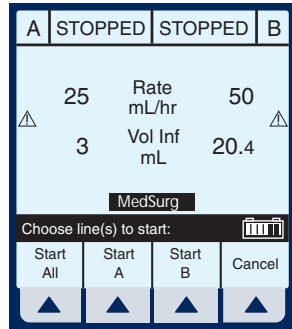 A STOPPED STOPPED B
25 Rate mL/hr 50
3 Vol Inf mL 20.4
MedSurg
Choose line(s) to start:
Start All Start A Start B Cancel